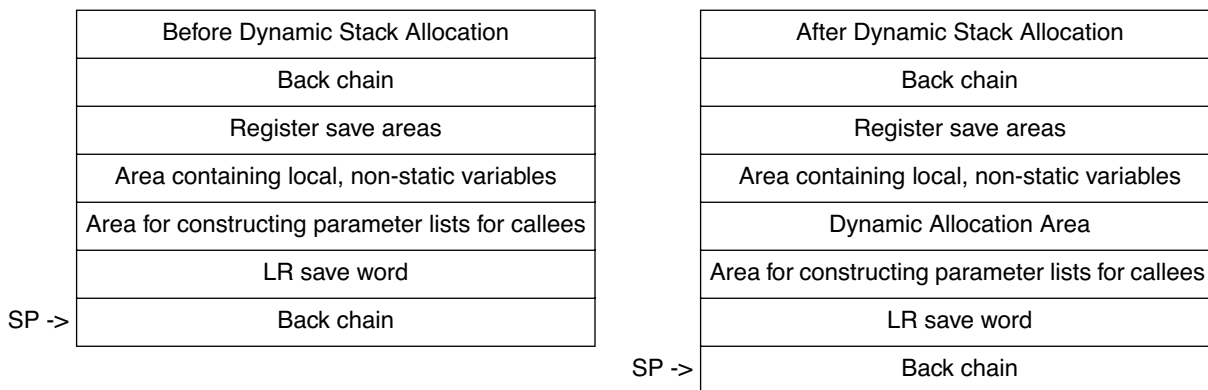 Before Dynamic Stack Allocation
Back chain
Register save areas
Area containing local, non-static variables
Area for constructing parameter lists for callees
LR save word
SP -> Back chain
After Dynamic Stack Allocation
Back chain
Register save areas
Area containing local, non-static variables
Dynamic Allocation Area
Area for constructing parameter lists for callees
LR save word
SP -> Back chain